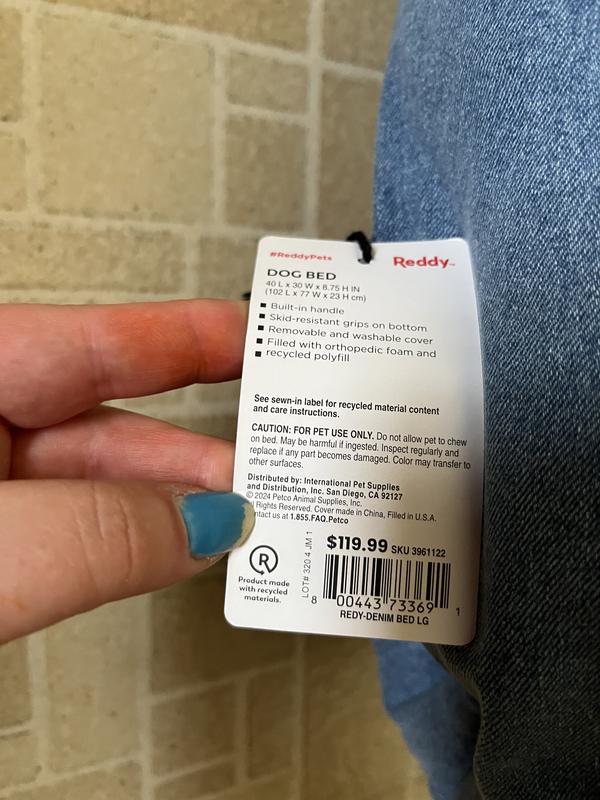 #ReddyPets
Reddy™
DOG BED
40 L x 30 W x 8.75 H IN
(102 L x 77 W x 23 H cm)
■ Built-in handle
■ Skid-resistant grips on bottom
■ Removable and washable cover
■ Filled with orthopedic foam and
■ recycled polyfill
See sewn-in label for recycled material content
and care instructions.
CAUTION: FOR PET USE ONLY. Do not allow pet to chew
on bed. May be harmful if ingested. Inspect regularly and
replace if any part becomes damaged. Color may transfer to
other surfaces.
Distributed by: International Pet Supplies
and Distribution, Inc. San Diego, CA 92127
© 2024 Petco Animal Supplies, Inc.
Rights Reserved. Cover made in China, Filled in U.S.A.
us at 1.855.FAQ.Petco
$119.99 SKU 3961122
R
Product made
with recycled
materials.
LOT# 320 4 JM 1
8 00443 73369 1
REDY-DENIM BED LG